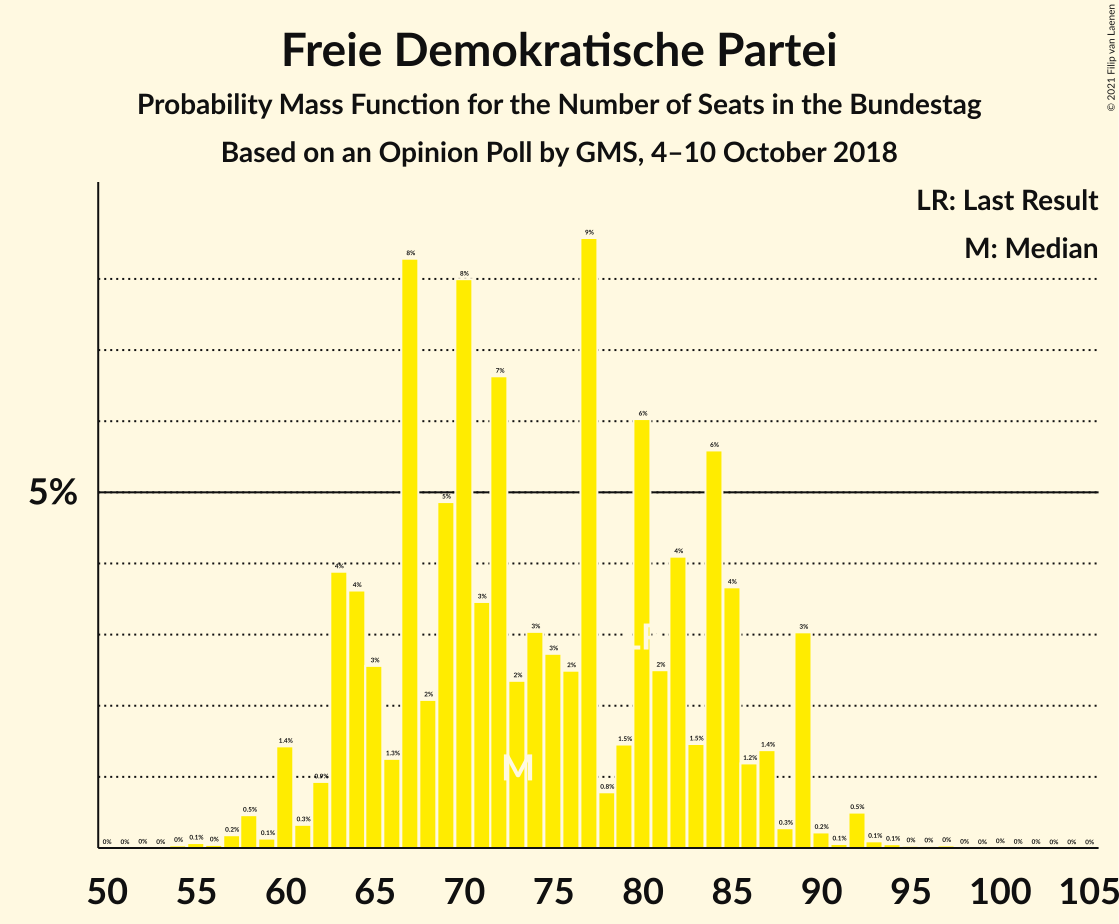 Freie Demokratische Partei
Probability Mass Function for the Number of Seats in the Bundestag
Based on an Opinion Poll by GMS, 4–10 October 2018
© 2021 Filip van Laenen
LR: Last Result
M: Median
5%
0% 0% 0% 0% 0% 0.1% 0% 0.2% 0.5% 0.1% 1.4% 0.3% 0.9% 4% 4% 3% 1.3% 8% 2% 5% 8% 3% 7% 2% 3% 3% 2% 9% 0.8% 1.5% 6% 2% 4% 1.5% 6% 4% 1.2% 1.4% 0.3% 3% 0.2% 0.1% 0.5% 0.1% 0.1% 0% 0% 0% 0% 0% 0% 0% 0% 0% 0% 0%
LR
M
50 55 60 65 70 75 80 85 90 95 100 105